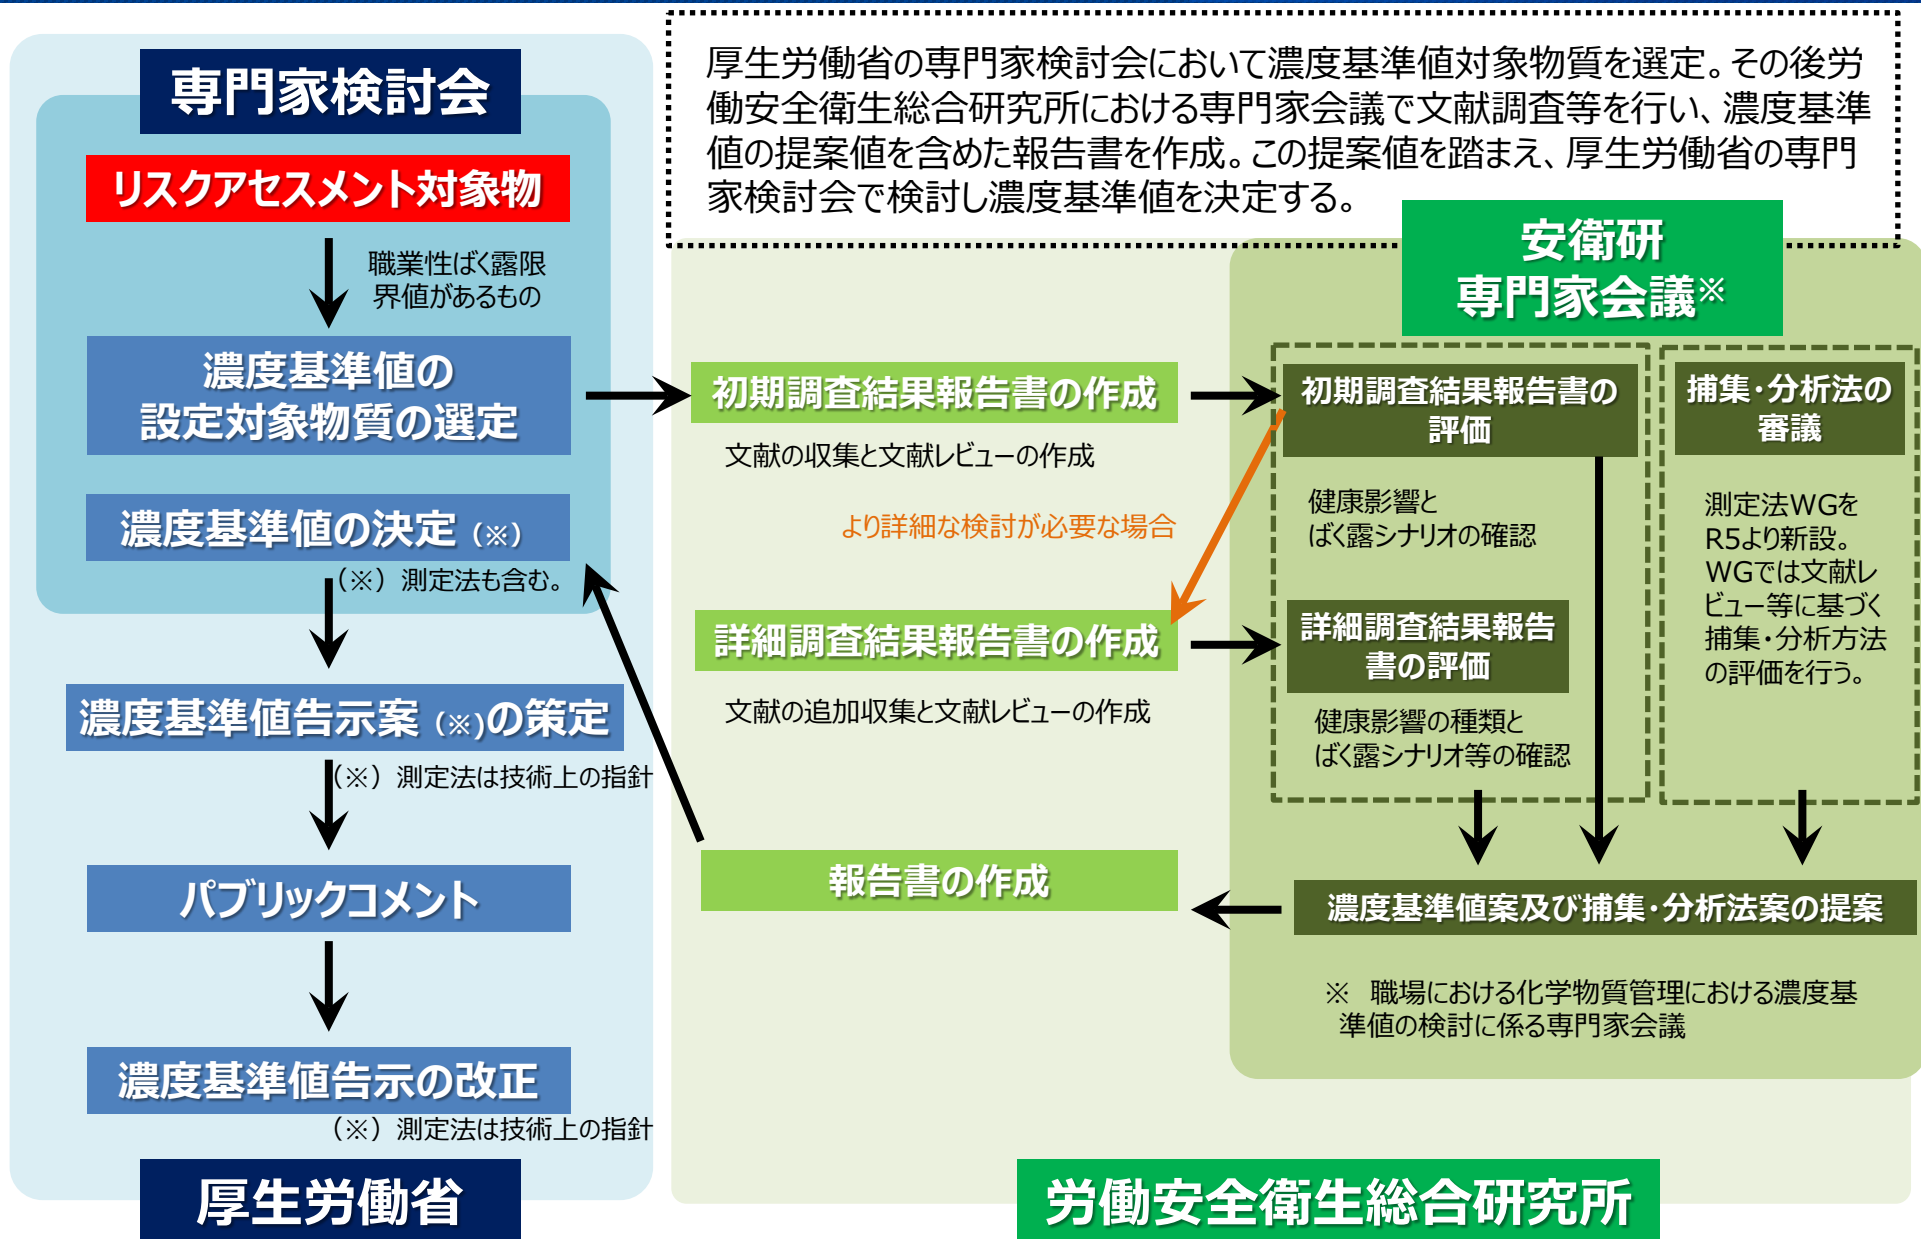 厚生労働省の専門家検討会において濃度基準値対象物質を選定。その後労
働安全衛生総合研究所における専門家会議で文献調査等を行い、濃度基準
値の提案値を含めた報告書を作成。この提案値を踏まえ、厚生労働省の専門
家検討会で検討し濃度基準値を決定する。
専門家検討会
リスクアセスメント対象物
職業性ばく露限
界値があるもの
濃度基準値の
設定対象物質の選定
濃度基準値の決定（※）
（※）測定法も含む。
濃度基準値告示案（※)の策定
（※）測定法は技術上の指針
パブリックコメント
濃度基準値告示の改正
（※）測定法は技術上の指針
厚生労働省
初期調査結果報告書の作成
文献の収集と文献レビューの作成
より詳細な検討が必要な場合
詳細調査結果報告書の作成
文献の追加収集と文献レビューの作成
報告書の作成
安衛研
専門家会議※
初期調査結果報告書の
評価
健康影響と
ばく露シナリオの確認
詳細調査結果報告
書の評価
健康影響の種類と
ばく露シナリオ等の確認
捕集・分析法の
審議
測定法WGを
R5より新設。
WGでは文献レ
ビュー等に基づく
捕集・分析方法
の評価を行う。
濃度基準値案及び捕集・分析法案の提案
※　職場における化学物質管理における濃度基
準値の検討に係る専門家会議
労働安全衛生総合研究所